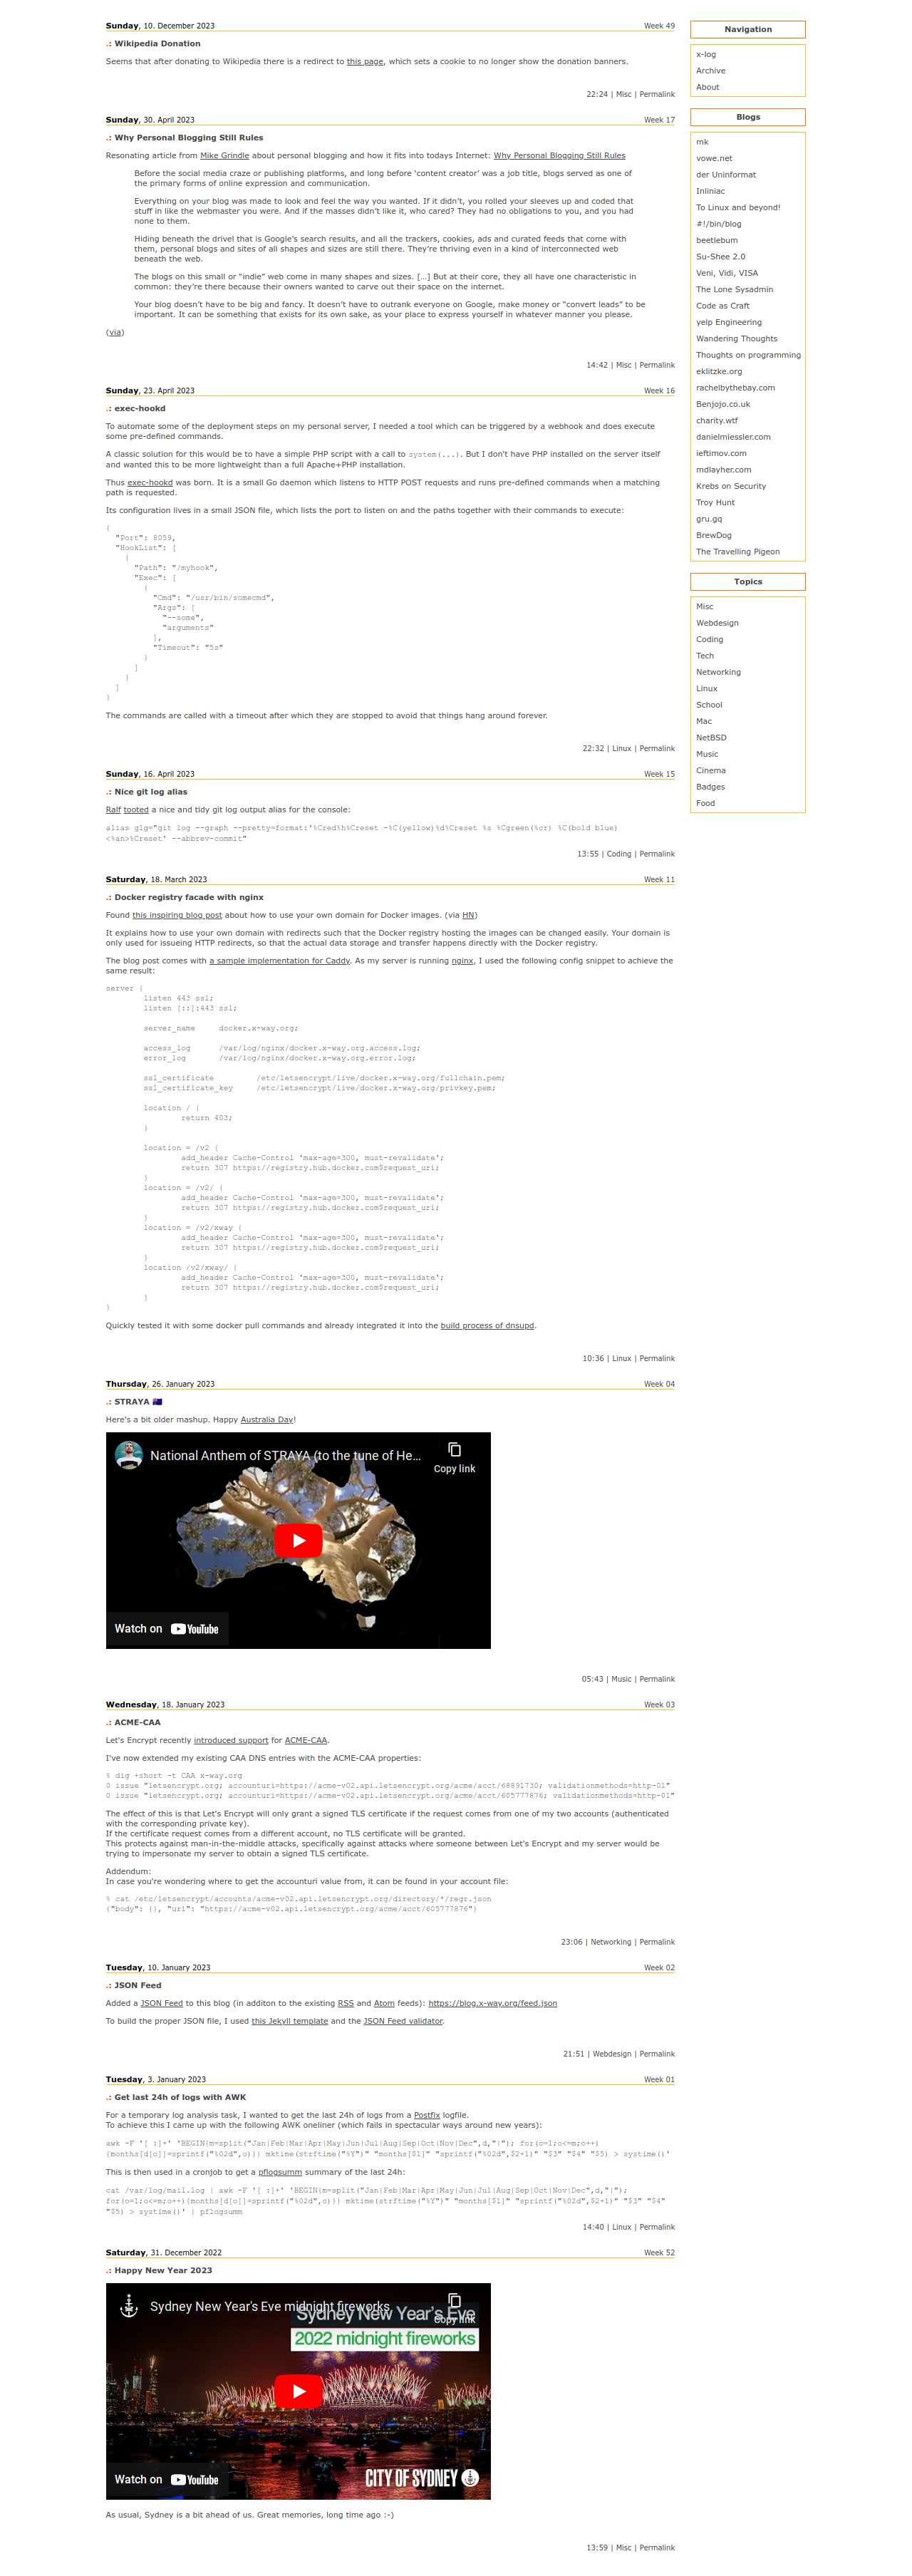 Sunday, 10. December 2023 Week 49
.: Wikipedia Donation
Seems that after donating to Wikipedia there is a redirect to this page, which sets a cookie to no longer show the donation banners.
22:24 | Misc | Permalink
Sunday, 30. April 2023 Week 17
.: Why Personal Blogging Still Rules
Resonating article from Mike Grindle about personal blogging and how it fits into todays Internet: Why Personal Blogging Still Rules
Before the social media craze or publishing platforms, and long before ‘content creator’ was a job title, blogs served as one of
the primary forms of online expression and communication.
Everything on your blog was made to look and feel the way you wanted. If it didn’t, you rolled your sleeves up and coded that
stuff in like the webmaster you were. And if the masses didn’t like it, who cared? They had no obligations to you, and you had
none to them.
Hiding beneath the drivel that is Google’s search results, and all the trackers, cookies, ads and curated feeds that come with
them, personal blogs and sites of all shapes and sizes are still there. They’re thriving even in a kind of interconnected web
beneath the web.
The blogs on this small or “indie” web come in many shapes and sizes. […] But at their core, they all have one characteristic in
common: they’re there because their owners wanted to carve out their space on the internet.
Your blog doesn’t have to be big and fancy. It doesn’t have to outrank everyone on Google, make money or “convert leads” to be
important. It can be something that exists for its own sake, as your place to express yourself in whatever manner you please.
(via)
14:42 | Misc | Permalink
Sunday, 23. April 2023 Week 16
.: exec-hookd
To automate some of the deployment steps on my personal server, I needed a tool which can be triggered by a webhook and does execute
some pre-defined commands.
A classic solution for this would be to have a simple PHP script with a call to system(...). But I don't have PHP installed on the server itself
and wanted this to be more lightweight than a full Apache+PHP installation.
Thus exec-hookd was born. It is a small Go daemon which listens to HTTP POST requests and runs pre-defined commands when a matching
path is requested.
Its configuration lives in a small JSON file, which lists the port to listen on and the paths together with their commands to execute:
{
"Port": 8059,
"HookList": [
{
"Path": "/myhook",
"Exec": [
{
"Cmd": "/usr/bin/somecmd",
"Args": [
"--some",
"arguments"
],
"Timeout": "5s"
}
]
}
]
}
The commands are called with a timeout after which they are stopped to avoid that things hang around forever.
22:32 | Linux | Permalink
Sunday, 16. April 2023 Week 15
.: Nice git log alias
Ralf tooted a nice and tidy git log output alias for the console:
alias glg="git log --graph --pretty=format:'%Cred%h%Creset -%C(yellow)%d%Creset %s %Cgreen(%cr) %C(bold blue)
<%an>%Creset' --abbrev-commit"
13:55 | Coding | Permalink
Saturday, 18. March 2023 Week 11
.: Docker registry facade with nginx
Found this inspiring blog post about how to use your own domain for Docker images. (via HN)
It explains how to use your own domain with redirects such that the Docker registry hosting the images can be changed easily. Your domain is
only used for issueing HTTP redirects, so that the actual data storage and transfer happens directly with the Docker registry.
The blog post comes with a sample implementation for Caddy. As my server is running nginx, I used the following config snippet to achieve the
same result:
server {
listen 443 ssl;
listen [::]:443 ssl;
server_name docker.x-way.org;
access_log /var/log/nginx/docker.x-way.org.access.log;
error_log /var/log/nginx/docker.x-way.org.error.log;
ssl_certificate /etc/letsencrypt/live/docker.x-way.org/fullchain.pem;
ssl_certificate_key /etc/letsencrypt/live/docker.x-way.org/privkey.pem;
location / {
return 403;
}
location = /v2 {
add_header Cache-Control 'max-age=300, must-revalidate';
return 307 https://registry.hub.docker.com$request_uri;
}
location = /v2/ {
add_header Cache-Control 'max-age=300, must-revalidate';
return 307 https://registry.hub.docker.com$request_uri;
}
location = /v2/xway {
add_header Cache-Control 'max-age=300, must-revalidate';
return 307 https://registry.hub.docker.com$request_uri;
}
location /v2/xway/ {
add_header Cache-Control 'max-age=300, must-revalidate';
return 307 https://registry.hub.docker.com$request_uri;
}
}
Quickly tested it with some docker pull commands and already integrated it into the build process of dnsupd.
10:36 | Linux | Permalink
Thursday, 26. January 2023 Week 04
.: STRAYA 🇦🇺
Here's a bit older mashup. Happy Australia Day!
National Anthem of STRAYA (to the tune of He...
Copy link
Watch on YouTube
05:43 | Music | Permalink
Wednesday, 18. January 2023 Week 03
.: ACME-CAA
Let's Encrypt recently introduced support for ACME-CAA.
I've now extended my existing CAA DNS entries with the ACME-CAA properties:
% dig +short -t CAA x-way.org
0 issue "letsencrypt.org; accounturi=https://acme-v02.api.letsencrypt.org/acme/acct/68891730; validationmethods=http-01"
0 issue "letsencrypt.org; accounturi=https://acme-v02.api.letsencrypt.org/acme/acct/605777876; validationmethods=http-01"
The effect of this is that Let's Encrypt will only grant a signed TLS certificate if the request comes from one of my two accounts (authenticated
with the corresponding private key).
If the certificate request comes from a different account, no TLS certificate will be granted.
This protects against man-in-the-middle attacks, specifically against attacks where someone between Let's Encrypt and my server would be
trying to impersonate my server to obtain a signed TLS certificate.
Addendum:
In case you're wondering where to get the accounturi value from, it can be found in your account file:
% cat /etc/letsencrypt/accounts/acme-v02.api.letsencrypt.org/directory/*/regr.json
{"body": {}, "uri": "https://acme-v02.api.letsencrypt.org/acme/acct/605777876"}
23:06 | Networking | Permalink
Tuesday, 10. January 2023 Week 02
.: JSON Feed
Added a JSON Feed to this blog (in additon to the existing RSS and Atom feeds): https://blog.x-way.org/feed.json
To build the proper JSON file, I used this Jekyll template and the JSON Feed validator.
21:51 | Webdesign | Permalink
Tuesday, 3. January 2023 Week 01
.: Get last 24h of logs with AWK
For a temporary log analysis task, I wanted to get the last 24h of logs from a Postfix logfile.
To achieve this I came up with the following AWK oneliner (which fails in spectacular ways around new years):
awk -F '[ :]+' 'BEGIN{m=split("Jan|Feb|Mar|Apr|May|Jun|Jul|Aug|Sep|Oct|Nov|Dec",d,"|"); for(o=1;o<=m;o++)
{months[d[o]]=sprintf("%02d",o)}} mktime(strftime("%Y")" "months[$1]" "sprintf("%02d",$2+1)" "$3" "$4" "$5) > systime()'
This is then used in a cronjob to get a pflogsumm summary of the last 24h:
cat /var/log/mail.log | awk -F '[ :]+' 'BEGIN{m=split("Jan|Feb|Mar|Apr|May|Jun|Jul|Aug|Sep|Oct|Nov|Dec",d,"|");
for(o=1;o<=m;o++){months[d[o]]=sprintf("%02d",o)}} mktime(strftime("%Y")" "months[$1]" "sprintf("%02d",$2+1)" "$3" "$4"
"$5) > systime()' | pflogsumm
14:40 | Linux | Permalink
Saturday, 31. December 2022 Week 52
.: Happy New Year 2023
Sydney New Year's Eve midnight fireworks
Copy link
Sydney New Year's Eve
2022 midnight fireworks
Watch on YouTube
CITY OF SYDNEY
As usual, Sydney is a bit ahead of us. Great memories, long time ago :-)
13:59 | Misc | Permalink
Navigation
x-log
Archive
About
Blogs
mk
vowe.net
der Uninformat
Inliniac
To Linux and beyond!
#!/bin/blog
beetlebum
Su-Shee 2.0
Veni, Vidi, VISA
The Lone Sysadmin
Code as Craft
yelp Engineering
Wandering Thoughts
Thoughts on programming
eklitzke.org
rachelbythebay.com
Benjojo.co.uk
charity.wtf
danielmiessler.com
ieftimov.com
mdlayher.com
Krebs on Security
Troy Hunt
gru.gq
BrewDog
The Travelling Pigeon
Topics
Misc
Webdesign
Coding
Tech
Networking
Linux
School
Mac
NetBSD
Music
Cinema
Badges
Food